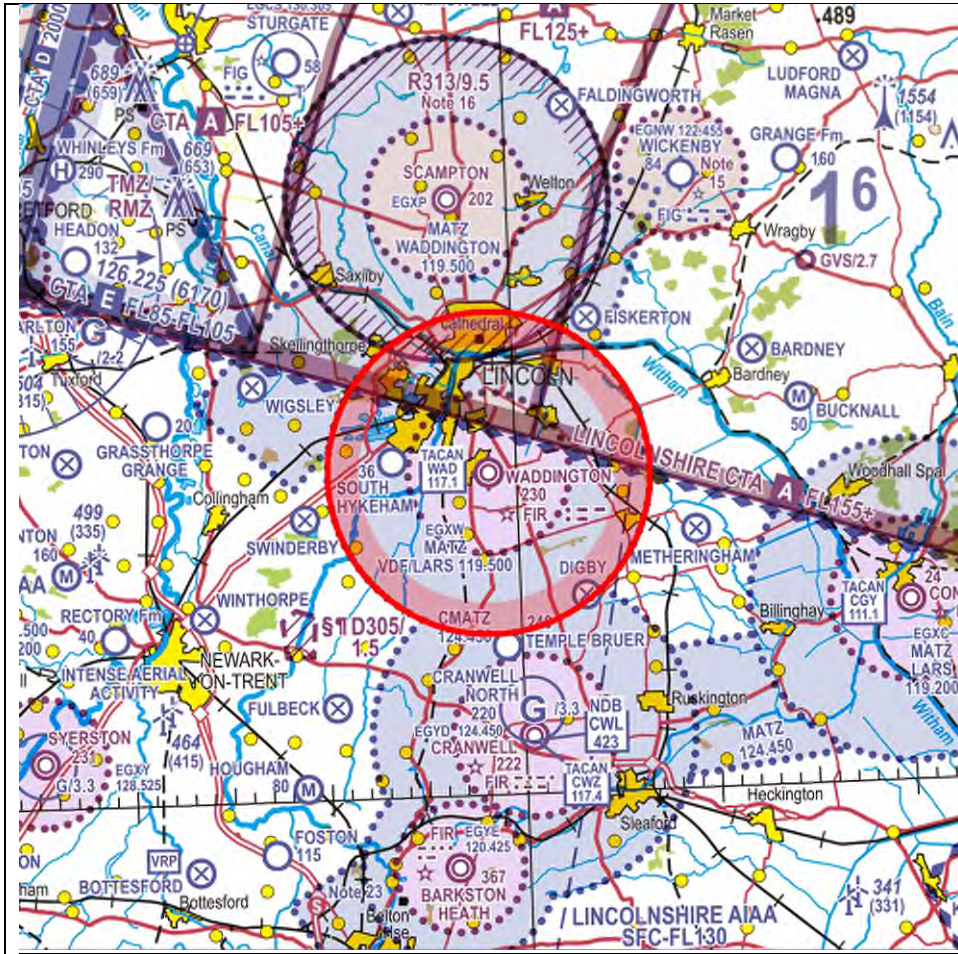 EGCS 130.305
STURGATE
58
FIG
T
FL125+
Market
Rasen
.489
LUDFORD
MAGNA
1554
(1154)
CTA D 2000
689
(659)
PS
CTA A FL105+
WHINLEYS Fm
669
(653)
H 290
TMZ/
RMZ
PS
R313/9.5
Note 16
FALDINGWORTH
SCAMPTON
EGXP
202
MATZ
WADDINGTON
119.500
Welton
EGNW 122.455
WICKENBY
84
Note
15
FIG
GRANGE Fm
160
16
Wragby
GVS/2.7
ETFORD
HEADON
132
126.225 (6170)
CTA E FL85-FL105
Canal
Saxilby
Bain
ARLTON
155
G
/2·2
Tuxford
504
Skellingthorpe
Cathedral
LINCOLN
FISKERTON
Witham
BARDNEY
Bardney
M
BUCKNALL
50
WIGSLEY
GRASSTHORPE
GRANGE
Collingham
36
SOUTH
HYKEHAM
TACAN
WAD
117.1
WADDINGTON
230
FIR
EGXW
MATZ
VDF/LARS 119.500
LINCOLNSHIRE CTA A FL155+
Woodhall Spa
499
(335)
160
M
SWINDERBY
DIGBY
METHERINGHAM
RECTORY Fm
40
WINTHORPE
§¶D305/
1.5
CMATZ
TEMPLE BRUER
Billinghay
TACAN
CGY
111.1
24
EGXC
MATZ
LARS
119.200
INTENSE AERIAL
ACTIVITY
NEWARK-
ON-TRENT
FULBECK
CRANWELL
NORTH
220
EGYD 124.450
CRANWELL
222
FIR
G
/3.3
NDB
CWL
423
Ruskington
MATZ
124.450
Witham
464
(415)
SYERSTON
231
G/3.3
EGXY
128.525
HOUGHAM
80
M
TACAN
CWZ
117.4
Sleaford
Heckington
FOSTON
115
VRP
BOTTESFORD
Bottesford
FIR
EGYE
120.425
367
BARKSTON
HEATH
Note 23
S
Belton
Hse
341
(331)
/ LINCOLNSHIRE AIAA
SFC-FL130